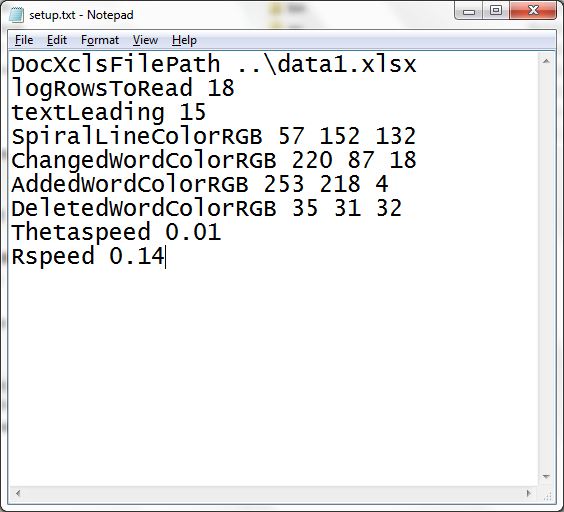 setup.txt - Notepad
File Edit Format View Help
DocXclsFilePath ..\data1.xlsx
logRowsToRead 18
textLeading 15
SpiralLineColorRGB 57 152 132
ChangedWordColorRGB 220 87 18
AddedWordColorRGB 253 218 4
DeletedWordColorRGB 35 31 32
Thetaspeed 0.01
Rspeed 0.14